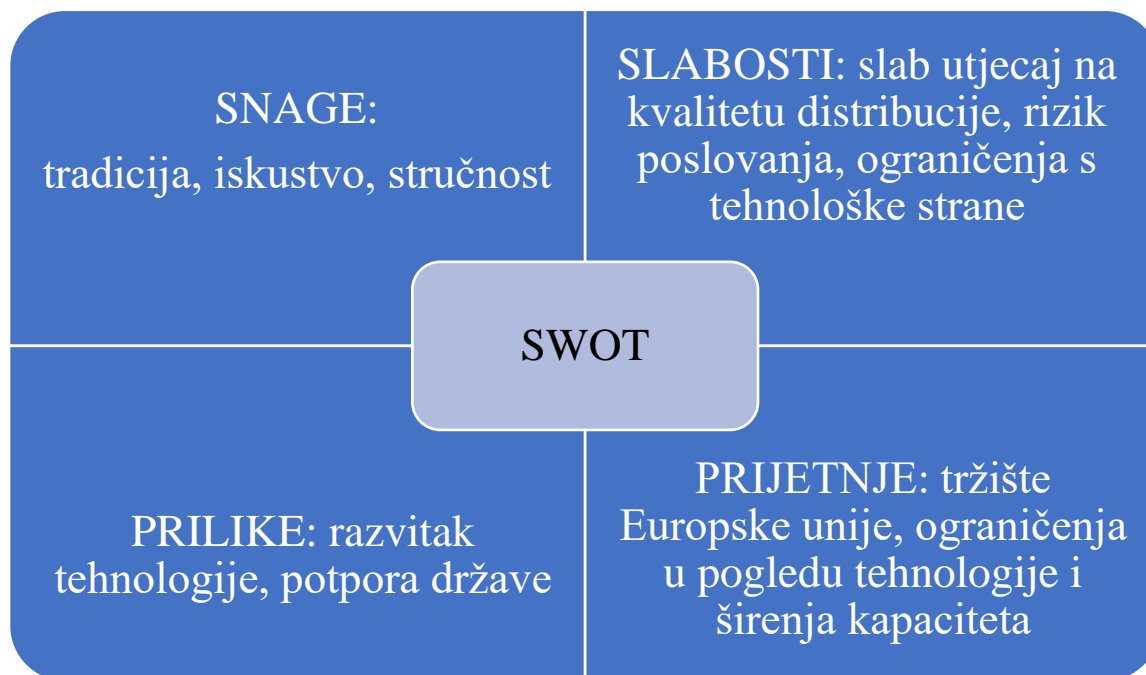 SNAGE:
tradicija, iskustvo, stručnost
SLABOSTI: slab utjecaj na
kvalitetu distribucije, rizik
poslovanja, ograničenja s
tehnološke strane
SWOT
PRILIKE: razvitak
tehnologije, potpora države
PRIJETNJE: tržište
Europske unije, ograničenja
u pogledu tehnologije i
širenja kapaciteta